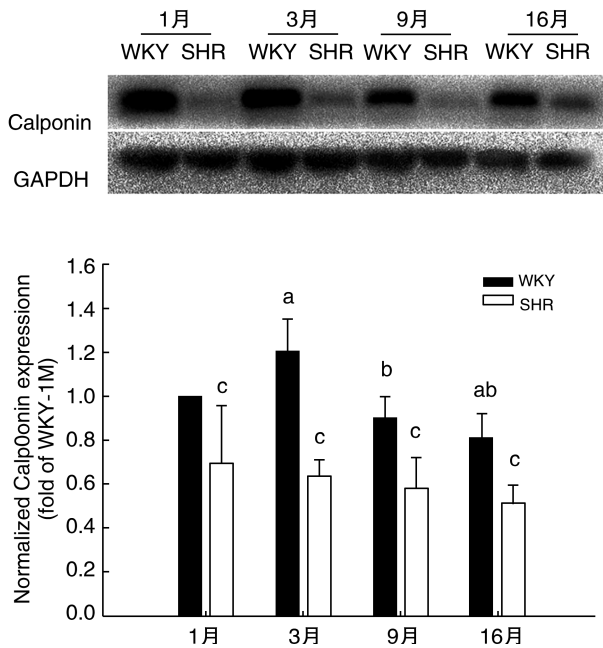 1月 3月 9月 16月
WKY SHR WKY SHR WKY SHR WKY SHR
Calponin
GAPDH
Normalized Calp0onin expressionn
(fold of WKY-1M)
1.6
1.4
1.2
1.0
0.8
0.6
0.4
0.2
0.0
WKY
SHR
c
a
c
b
c
ab
c
1月 3月 9月 16月